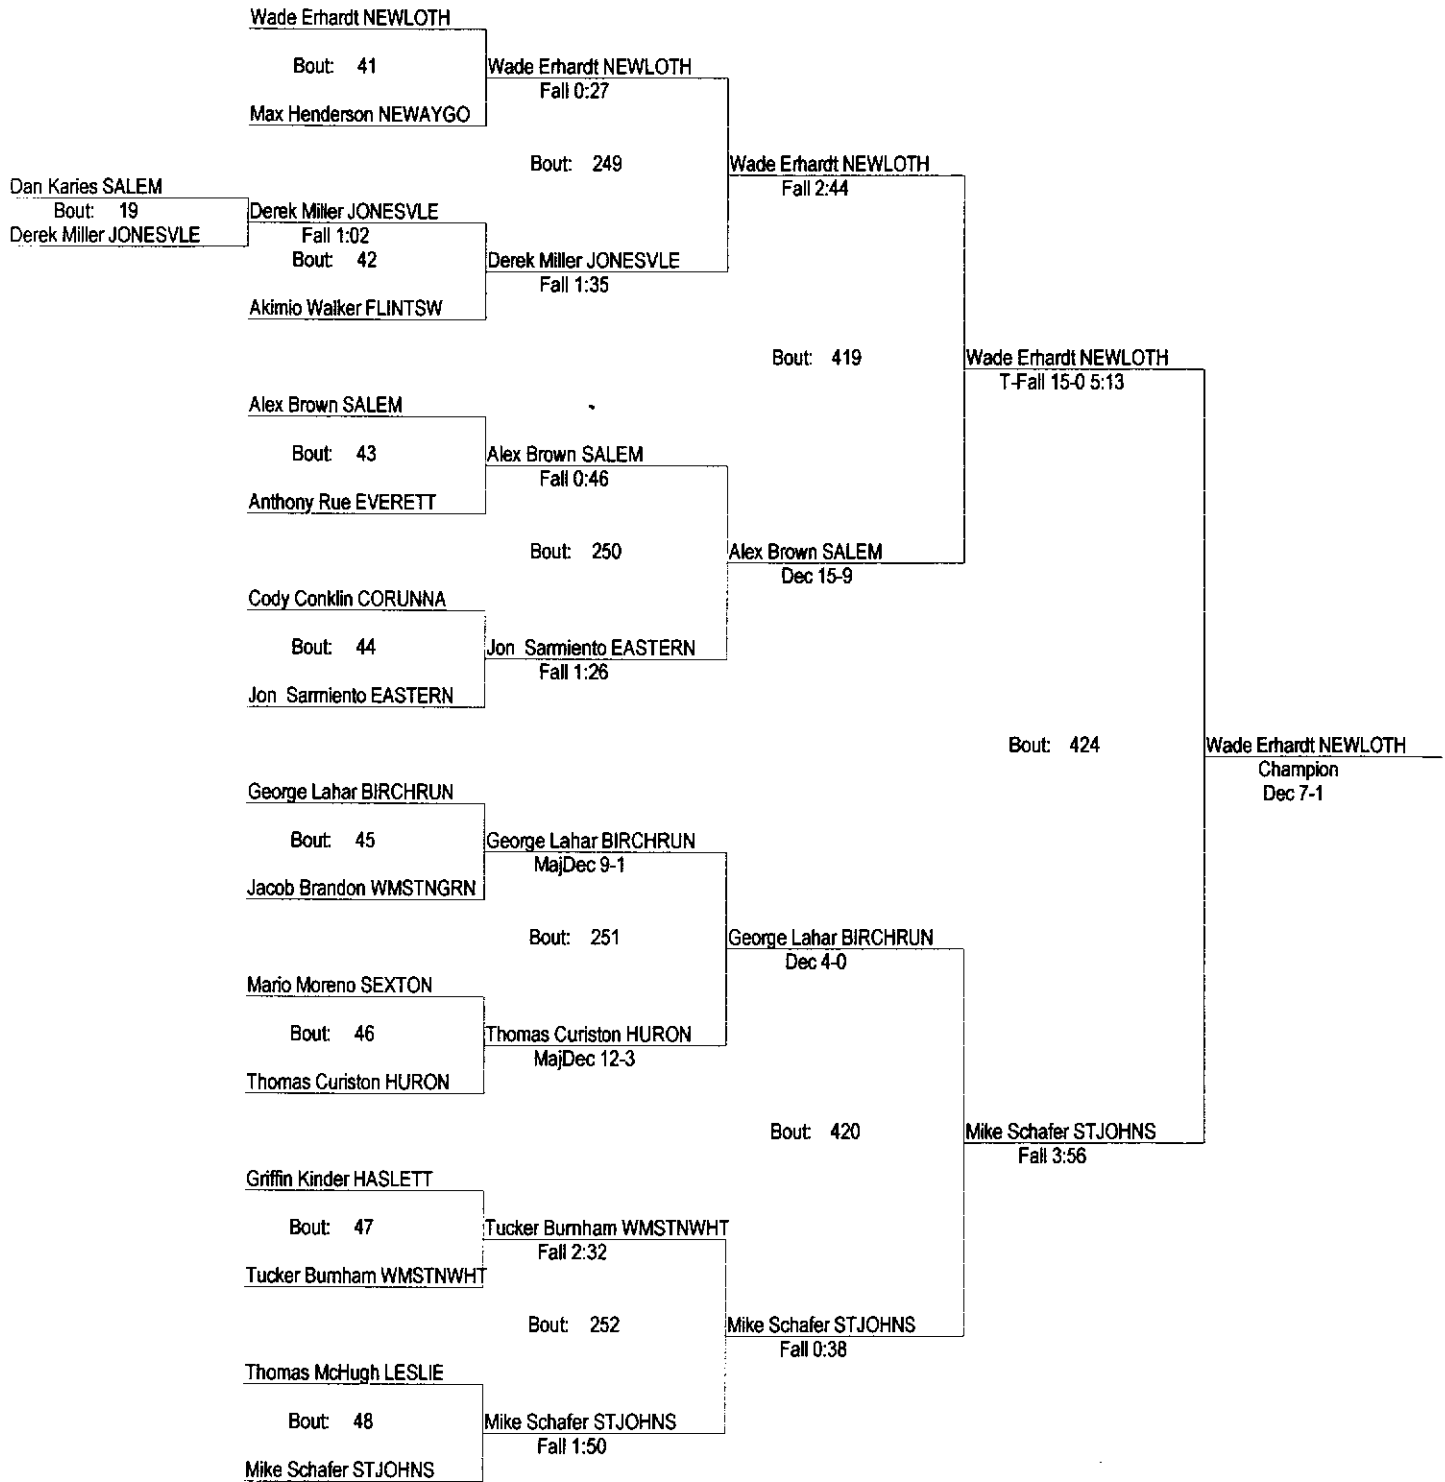 Wade Erhardt NEWLOTH
Bout: 41
Wade Erhardt NEWLOTH
Fall 0:27
Max Henderson NEWAYGO
Bout: 249
Wade Erhardt NEWLOTH
Fall 2:44
Dan Karies SALEM
Bout: 19
Derek Miller JONESVLE
Derek Miller JONESVLE
Fall 1:02
Bout: 42
Derek Miller JONESVLE
Fall 1:35
Akimio Walker FLINTSW
Bout: 419
Wade Erhardt NEWLOTH
T-Fall 15-0 5:13
Alex Brown SALEM
Bout: 43
Alex Brown SALEM
Fall 0:46
Anthony Rue EVERETT
Bout: 250
Alex Brown SALEM
Dec 15-9
Cody Conklin CORUNNA
Bout: 44
Jon Sarmiento EASTERN
Fall 1:26
Jon Sarmiento EASTERN
Bout: 424
Wade Erhardt NEWLOTH
Champion
Dec 7-1
George Lahar BIRCHRUN
Bout: 45
George Lahar BIRCHRUN
MajDec 9-1
Jacob Brandon WMSTNGRN
Bout: 251
George Lahar BIRCHRUN
Dec 4-0
Mario Moreno SEXTON
Bout: 46
Thomas Curiston HURON
MajDec 12-3
Thomas Curiston HURON
Bout: 420
Mike Schafer STJOHNS
Fall 3:56
Griffin Kinder HASLETT
Bout: 47
Tucker Burnham WMSTNWHT
Fall 2:32
Tucker Burnham WMSTNWHT
Bout: 252
Mike Schafer STJOHNS
Fall 0:38
Thomas McHugh LESLIE
Bout: 48
Mike Schafer STJOHNS
Fall 1:50
Mike Schafer STJOHNS